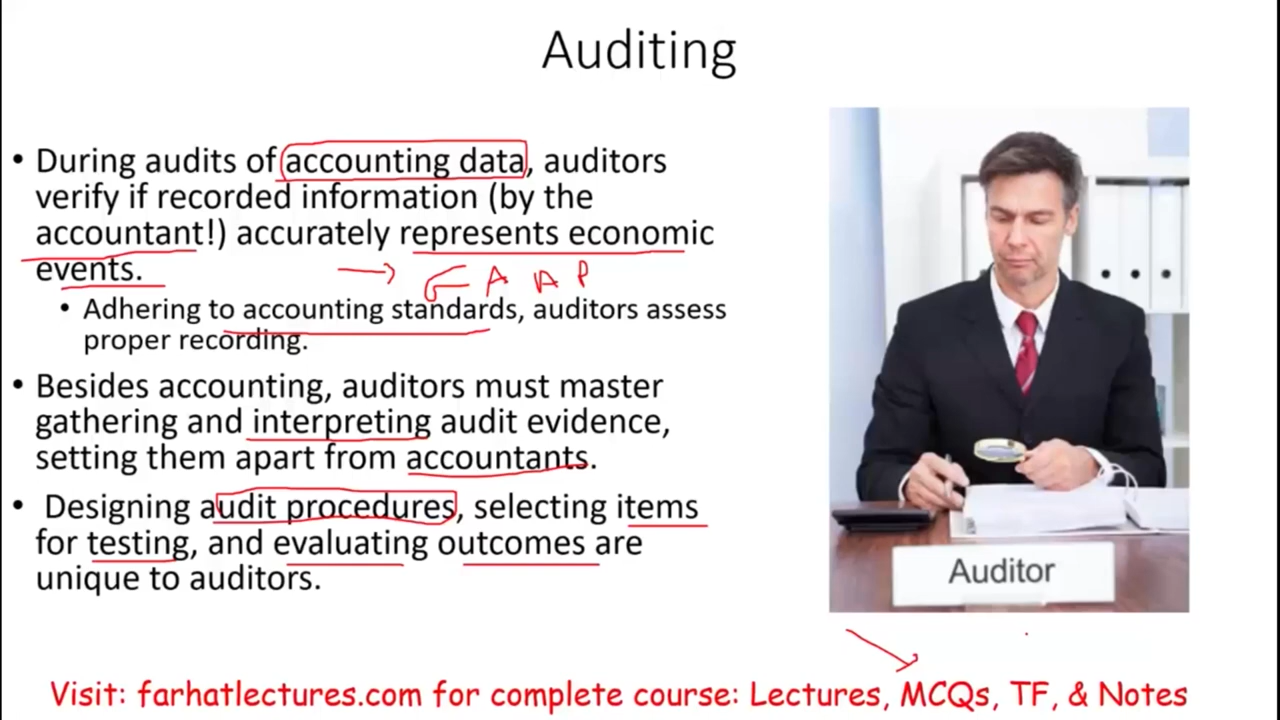 Auditing
• During audits of accounting data, auditors
verify if recorded information (by the
accountant!) accurately represents economic
events.
GAAP
• Adhering to accounting standards, auditors assess
proper recording.
• Besides accounting, auditors must master
gathering and interpreting audit evidence,
setting them apart from accountants.
• Designing audit procedures, selecting items
for testing, and evaluating outcomes are
unique to auditors.
Auditor
Visit: farhatlectures.com for complete course: Lectures, MCQs, TF, & Notes